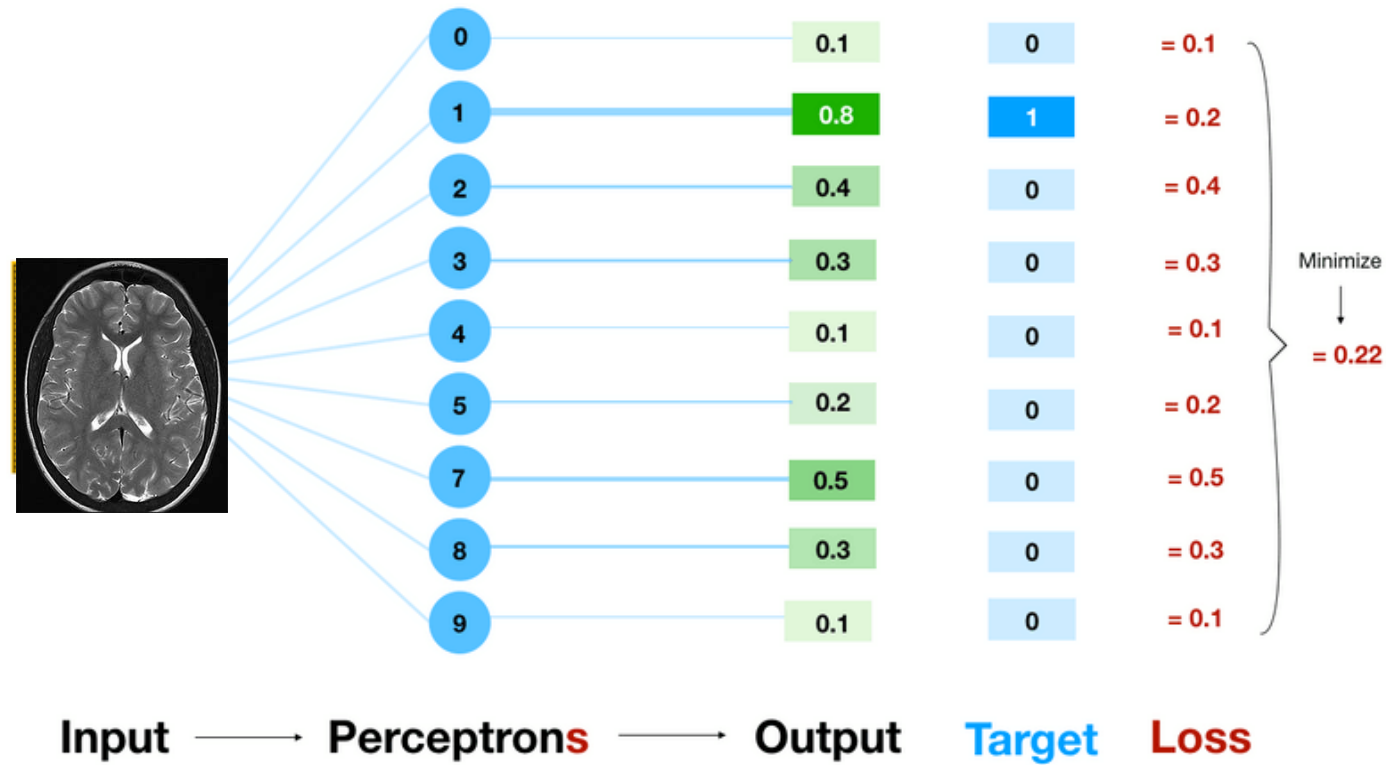 0 0.1 0 = 0.1
1 0.8 1 = 0.2
2 0.4 0 = 0.4
3 0.3 0 = 0.3
Minimize
4 0.1 0 = 0.1
= 0.22
5 0.2 0 = 0.2
7 0.5 0 = 0.5
8 0.3 0 = 0.3
9 0.1 0 = 0.1
Input Perceptrons Output Target Loss